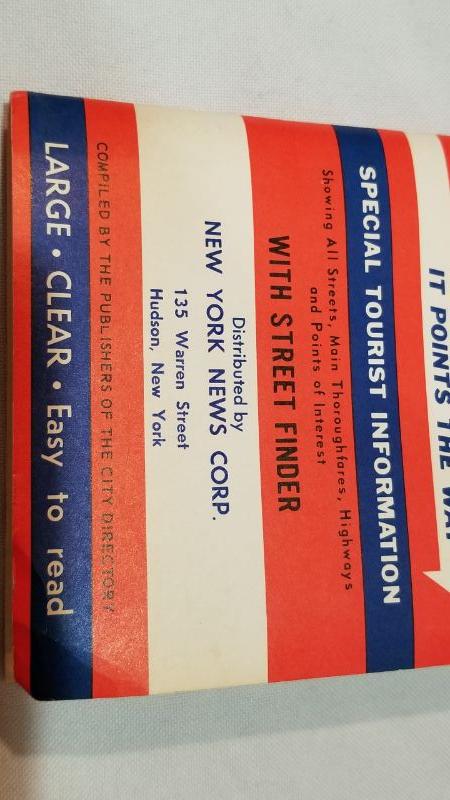 IT POINTS THE WAY
SPECIAL TOURIST INFORMATION
Showing All Streets, Main Thoroughfares, Highways
and Points of Interest
WITH STREET FINDER
Distributed by
NEW YORK NEWS CORP.
135 Warren Street
Hudson, New York
COMPILED BY THE PUBLISHERS OF THE CITY DIRECTORY
LARGE • CLEAR • Easy to read